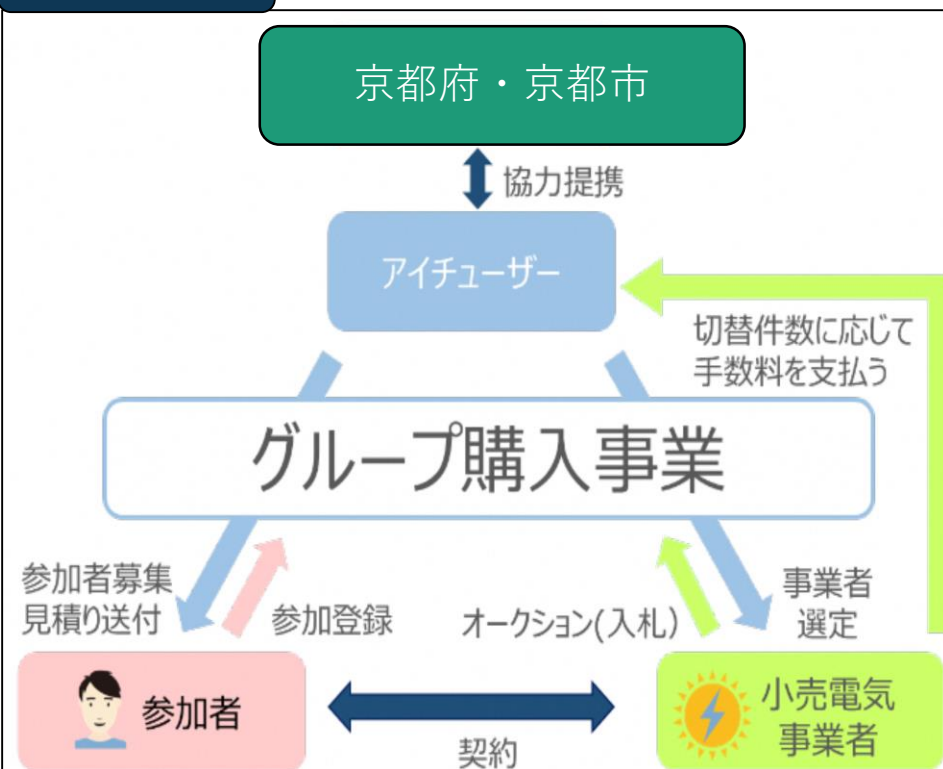 京都府・京都市
協力提携
アイチューザー
切替件数に応じて
手数料を支払う
グループ購入事業
参加者募集
見積り送付
参加登録
オークション(入札)
事業者
選定
参加者
契約
小売電気
事業者